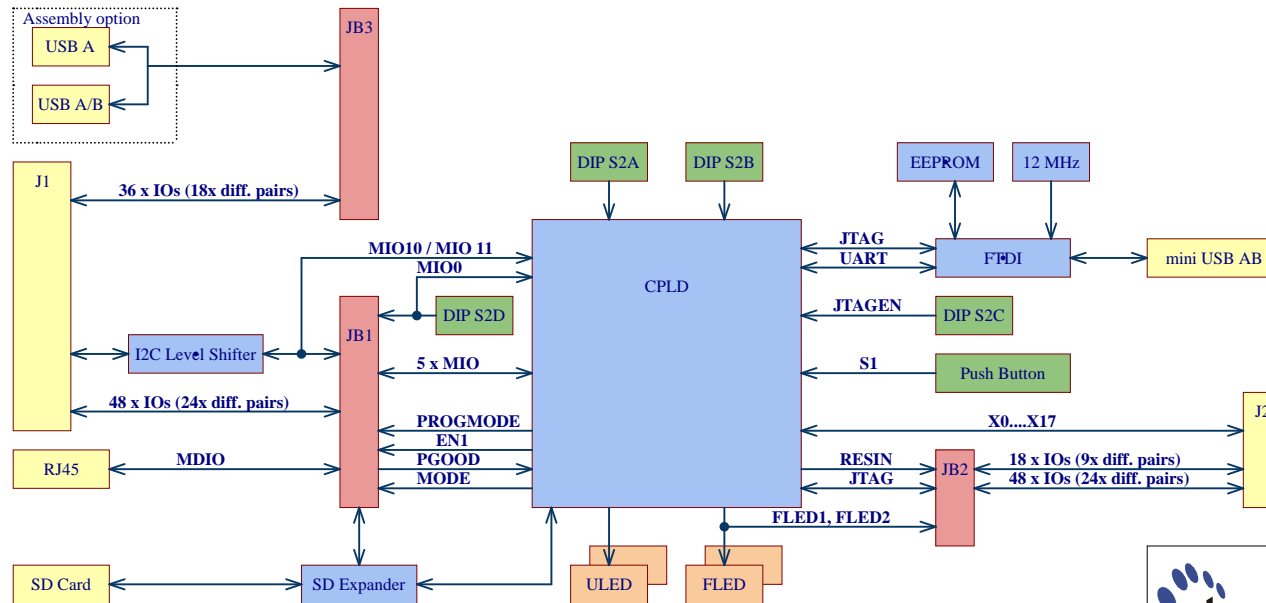 Assembly option
USB A
USB A/B
JB3
J1
36 x IOs (18x diff. pairs)
DIP S2A
DIP S2B
EEPROM
12 MHz
MIO10 / MIO 11
MIO0
CPLD
JTAG
UART
FTDI
mini USB AB
JB1
DIP S2D
JTAGEN
DIP S2C
I2C Level Shifter
5 x MIO
S1
Push Button
48 x IOs (24x diff. pairs)
X0....X17
J2
PROGMODE
EN1
RJ45
MDIO
PGOOD
MODE
RESIN
JTAG
JB2
18 x IOs (9x diff. pairs)
48 x IOs (24x diff. pairs)
FLED1, FLED2
SD Card
SD Expander
ULED
FLED